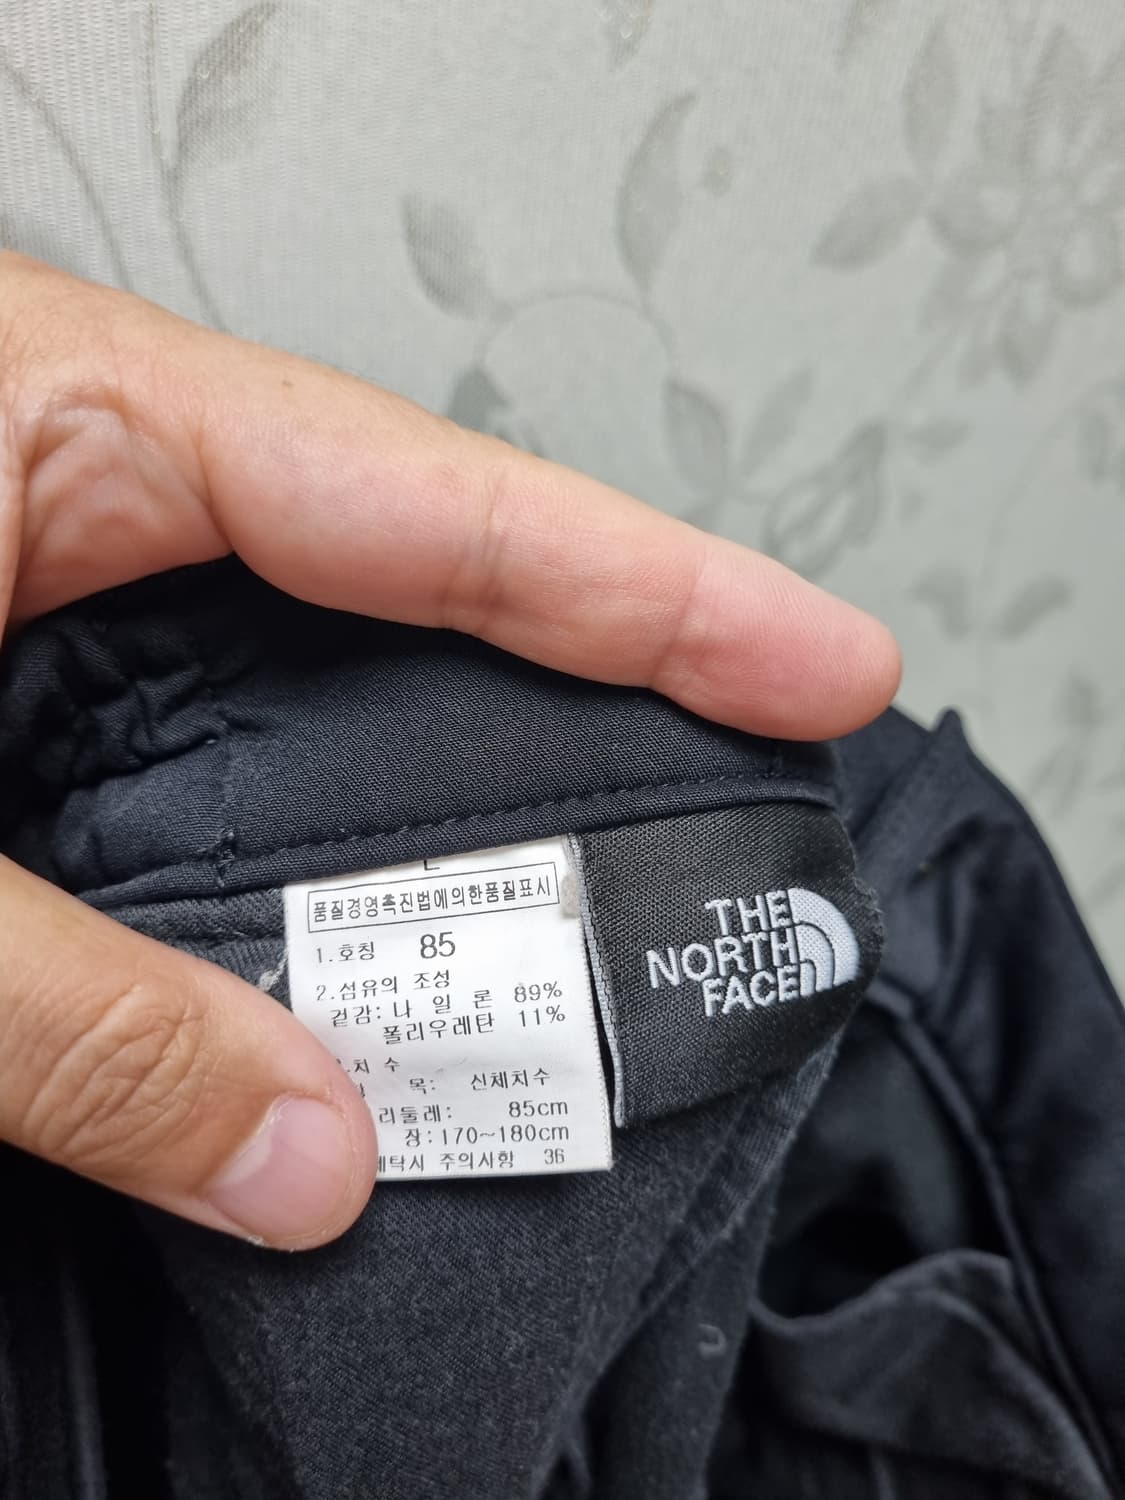 품질경영촉진법에의한품질표시
1.호칭 85
2.섬유의 조성
겉감: 나 일 론 89%
폴리우레탄 11%
치 수
목: 신체치수
리둘레: 85cm
장:170~180cm
탁시 주의사항 36
THE
NORTH
FACE